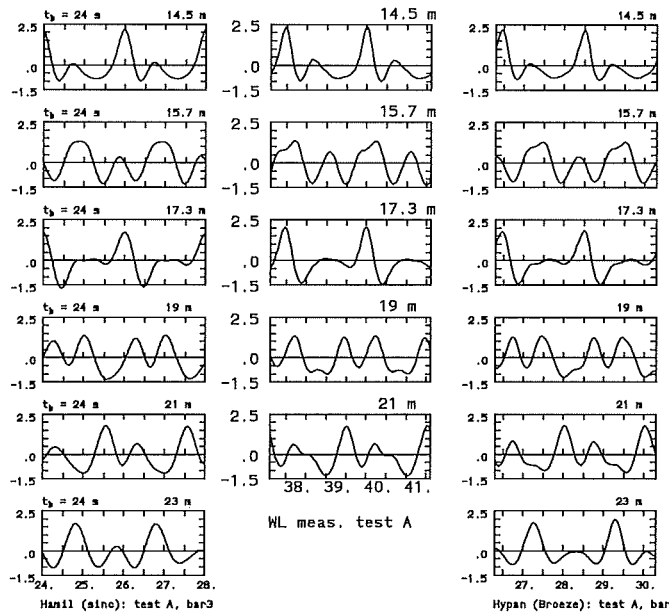 t_b = 24 s 14.5 m
2.5
.0
-1.5
t_b = 24 s 15.7 m
2.5
.0
-1.5
t_b = 24 s 17.3 m
2.5
.0
-1.5
t_b = 24 s 19 m
2.5
.0
-1.5
t_b = 24 s 21 m
2.5
.0
-1.5
t_b = 24 s 23 m
2.5
.0
-1.5
24. 25. 26. 27. 28.
Hamil (sinc): test A, bar3
14.5 m
2.5
.0
-1.5
15.7 m
2.5
.0
-1.5
17.3 m
2.5
.0
-1.5
19 m
2.5
.0
-1.5
21 m
2.5
.0
-1.5
38. 39. 40. 41.
WL meas. test A
14.5 m
2.5
.0
-1.5
15.7 m
2.5
.0
-1.5
17.3 m
2.5
.0
-1.5
19 m
2.5
.0
-1.5
21 m
2.5
.0
-1.5
23 m
2.5
.0
-1.5
27. 28. 29. 30.
Hypan (Broeze): test A, bar